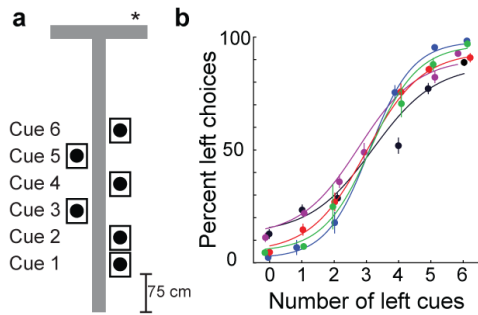 a
*
Cue 6
Cue 5
Cue 4
Cue 3
Cue 2
Cue 1
75 cm
b
Percent left choices
100
50
0
0 1 2 3 4 5 6
Number of left cues